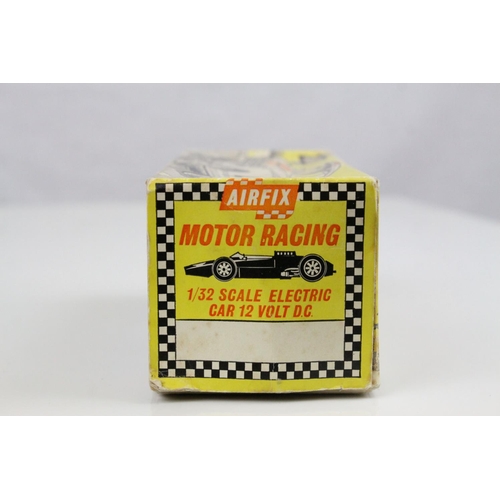 AIRFIX
MOTOR RACING
1/32 SCALE ELECTRIC
CAR 12 VOLT D.C.